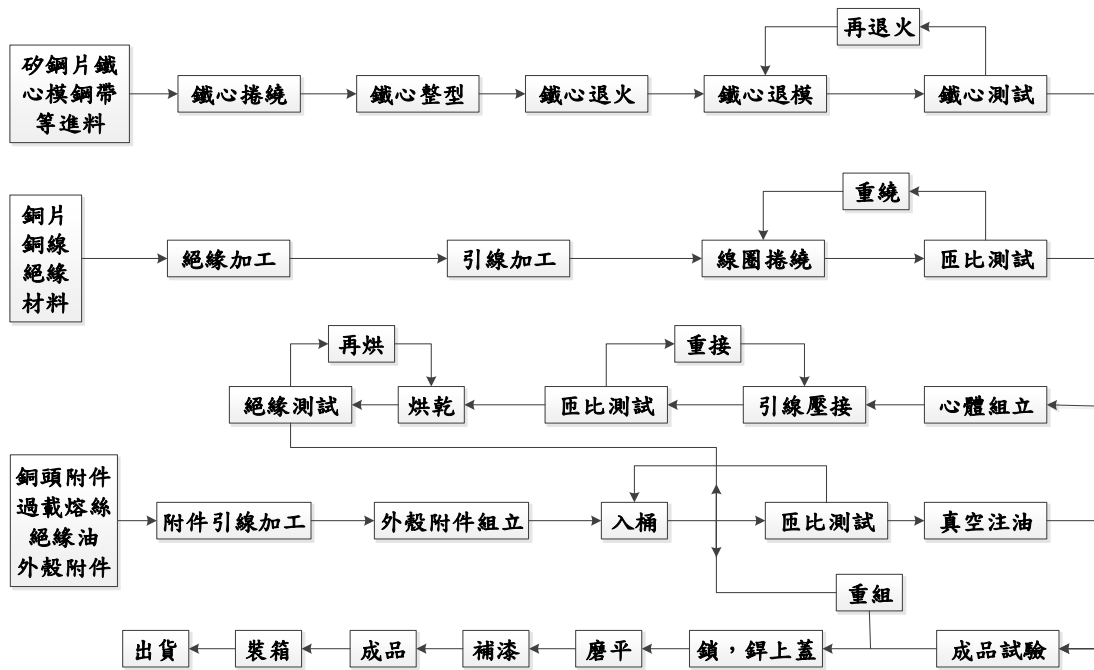 再退火
矽鋼片鐵
心模鋼帶
等進料
鐵心捲繞
鐵心整型
鐵心退火
鐵心退模
鐵心測試
重繞
銅片
銅線
絕緣
材料
絕緣加工
引線加工
線圈捲繞
匝比測試
再烘
重接
絕緣測試
烘乾
匝比測試
引線壓接
心體組立
銅頭附件
過載熔絲
絕緣油
外殼附件
附件引線加工
外殼附件組立
入桶
匝比測試
真空注油
重組
出貨
裝箱
成品
補漆
磨平
鎖，銲上蓋
成品試驗